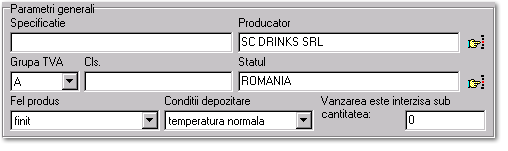 Parametri generali
Specificatie Producator
SC DRINKS SRL
Grupa TVA Cls. Statul
A ROMANIA
Fel produs Conditii depozitare Vanzarea este interzisa sub
cantitatea: 0
finit temperatura normala